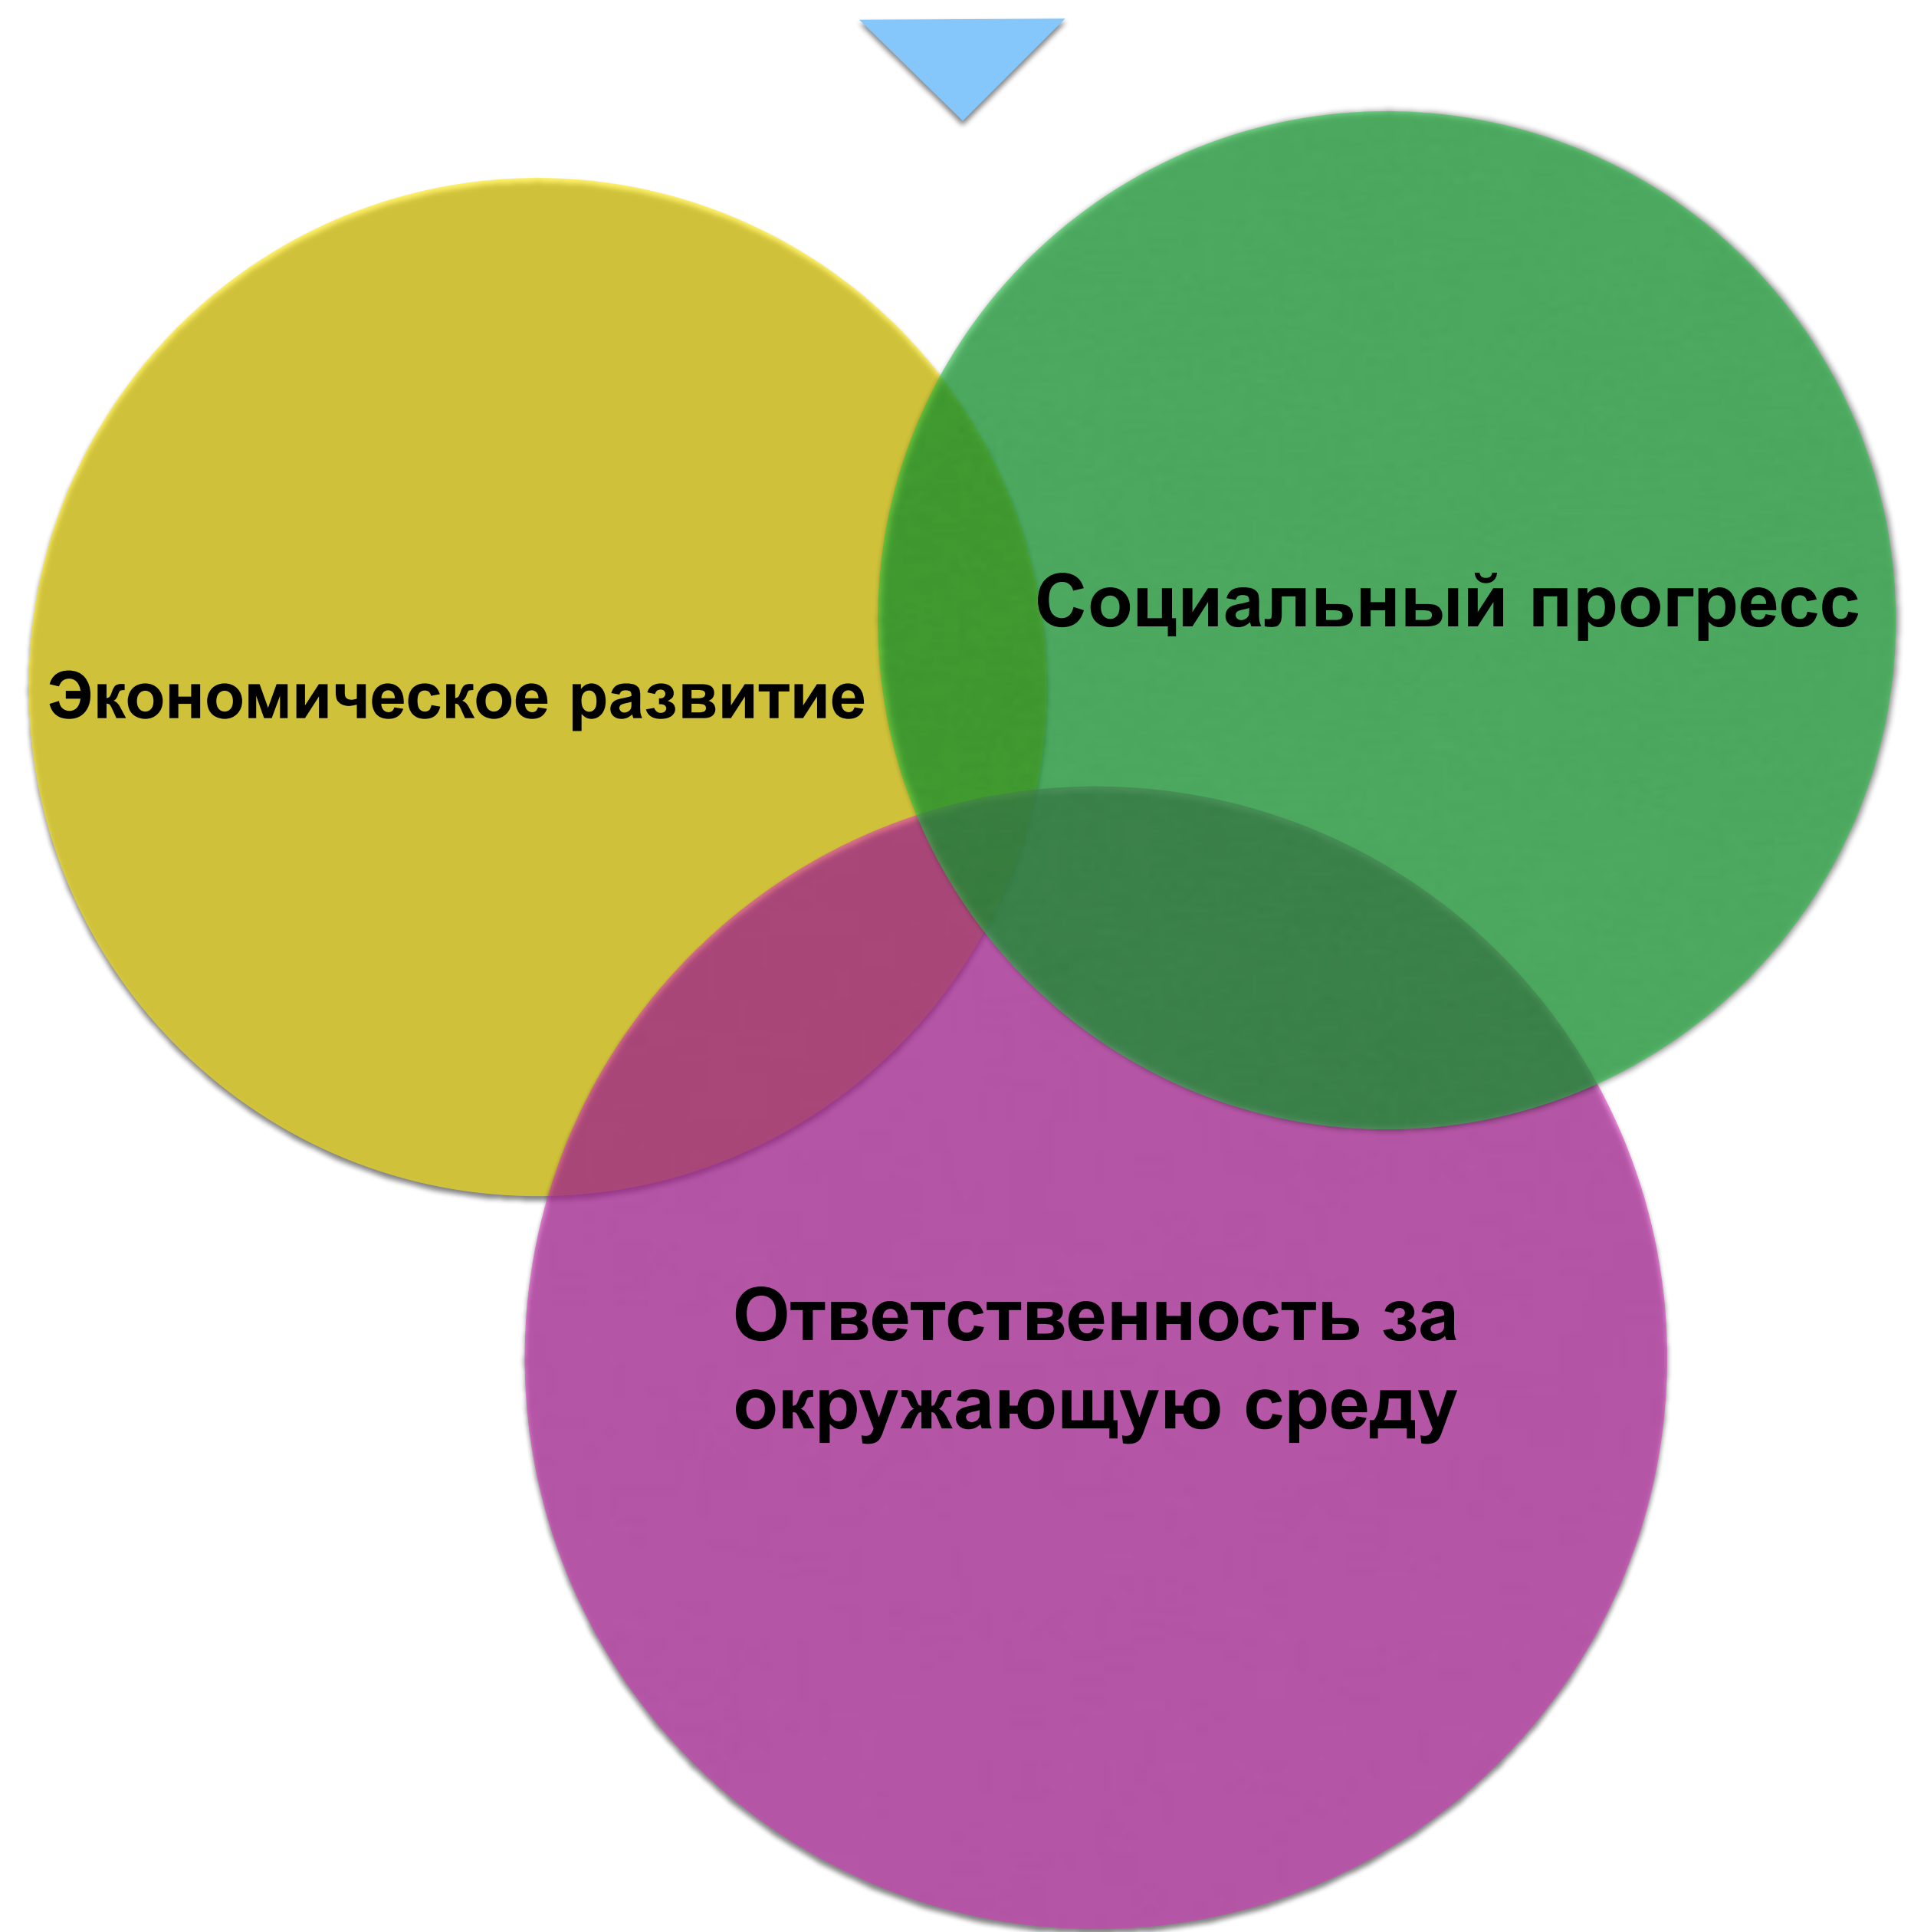 Социальный прогресс
Экономическое развитие
Ответственность за
окружающую среду